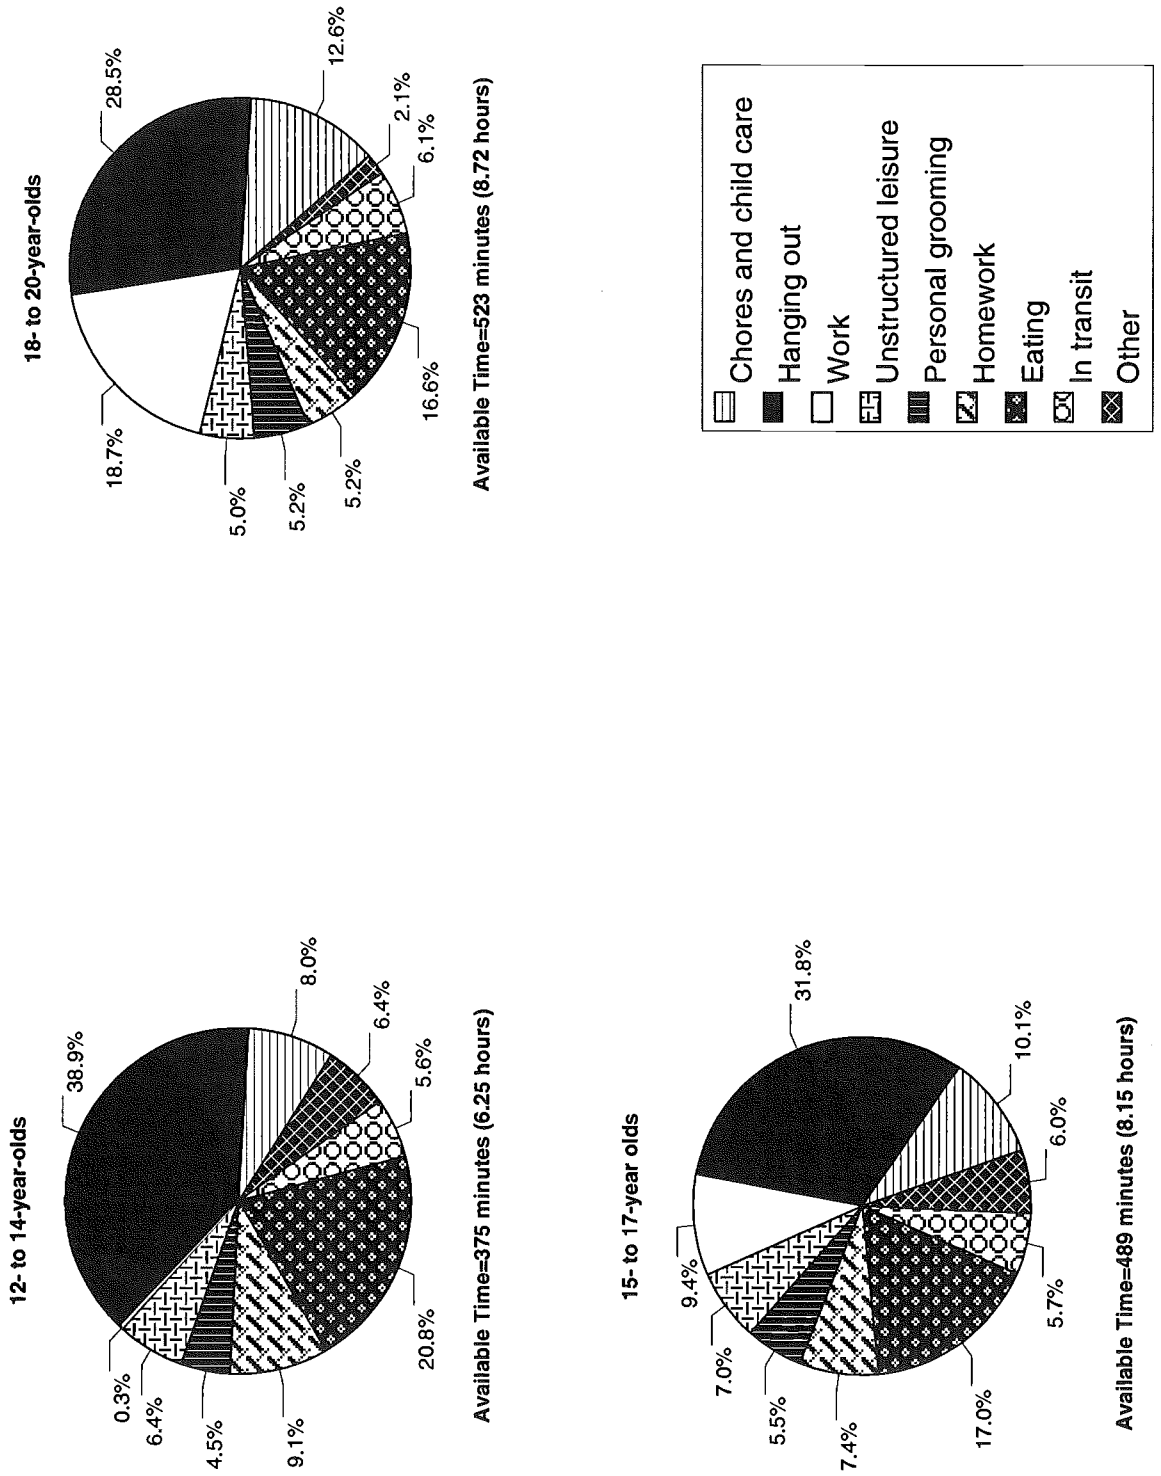 12- to 14-year-olds
38.9%
8.0%
6.4%
5.6%
20.8%
9.1%
4.5%
6.4%
0.3%
Available Time=375 minutes (6.25 hours)
18- to 20-year-olds
28.5%
12.6%
2.1%
6.1%
16.6%
5.2%
5.2%
5.0%
18.7%
Available Time=523 minutes (8.72 hours)
15- to 17-year olds
31.8%
10.1%
6.0%
5.7%
17.0%
7.4%
5.5%
7.0%
9.4%
Available Time=489 minutes (8.15 hours)
Chores and child care
Hanging out
Work
Unstructured leisure
Personal grooming
Homework
Eating
In transit
Other